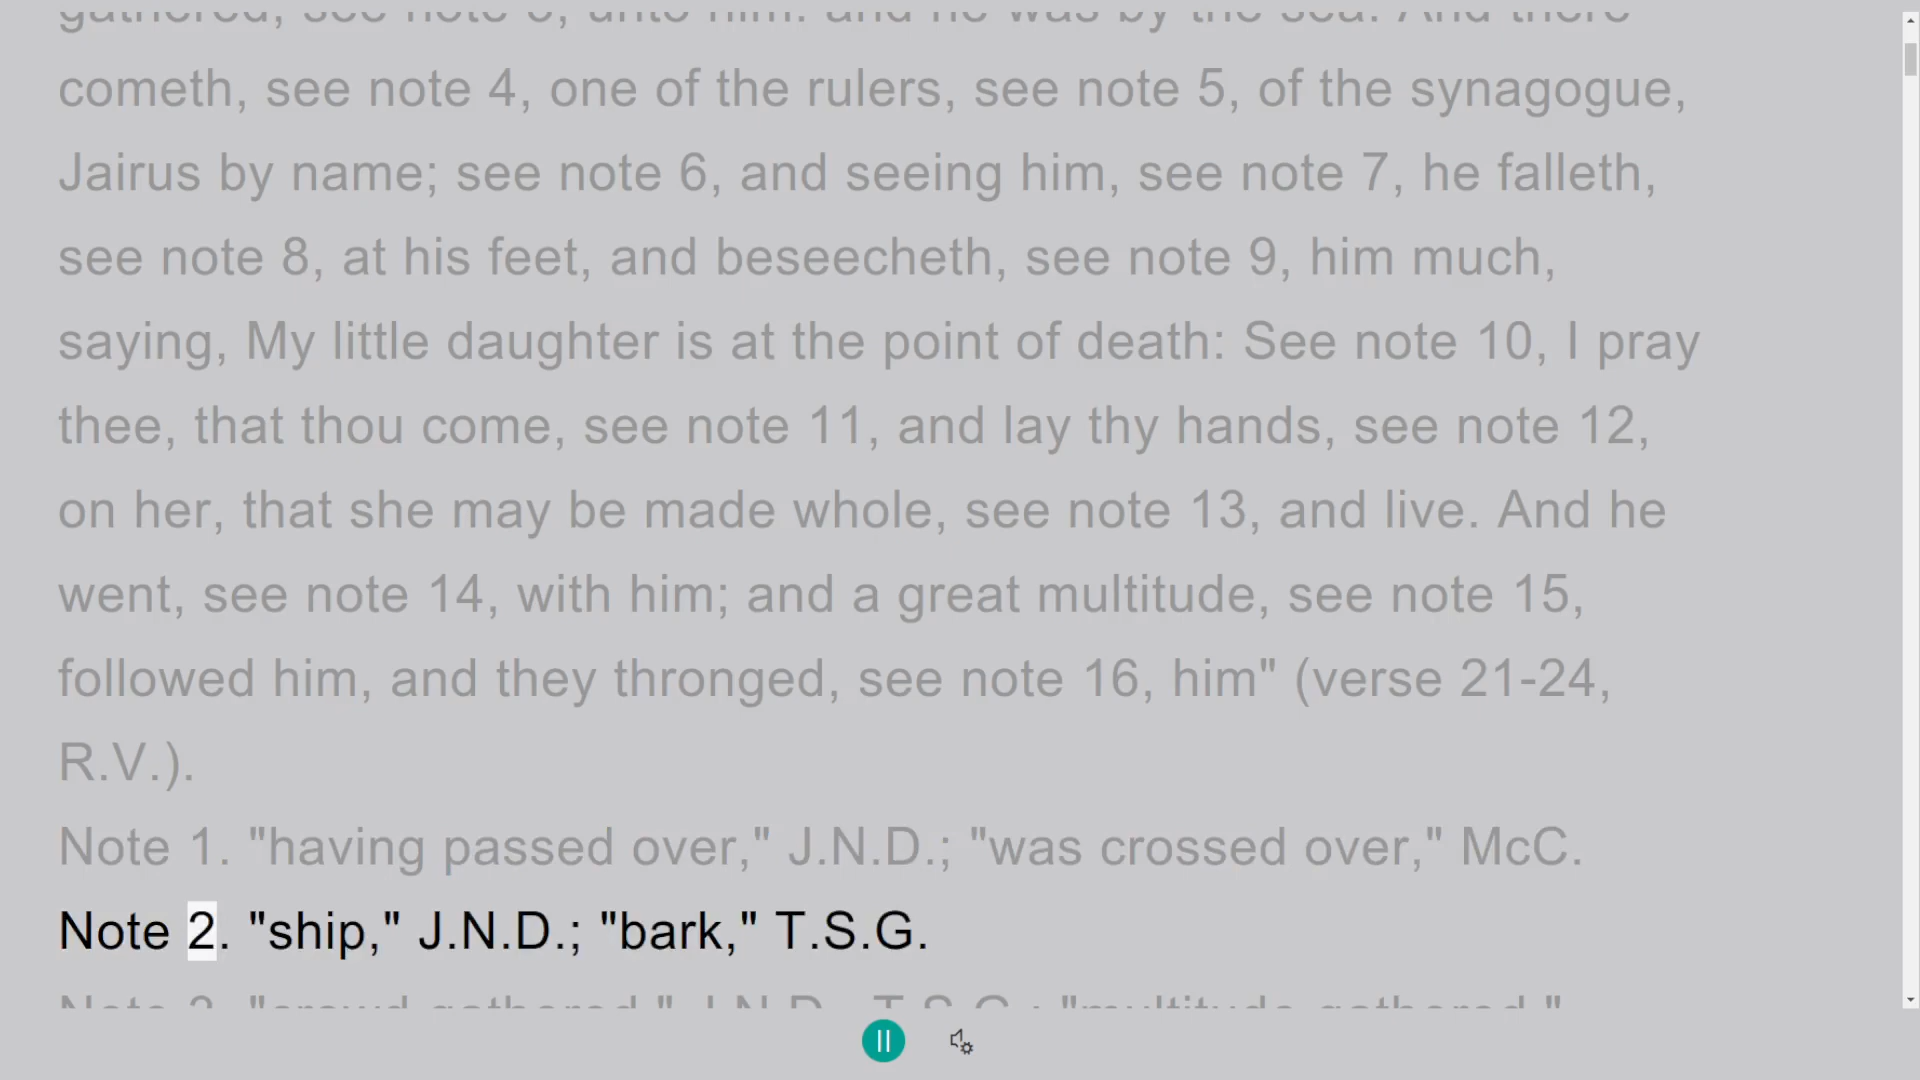 cometh, see note 4, one of the rulers, see note 5, of the synagogue,
Jairus by name; see note 6, and seeing him, see note 7, he falleth,
see note 8, at his feet, and beseecheth, see note 9, him much,
saying, My little daughter is at the point of death: See note 10, I pray
thee, that thou come, see note 11, and lay thy hands, see note 12,
on her, that she may be made whole, see note 13, and live. And he
went, see note 14, with him; and a great multitude, see note 15,
followed him, and they thronged, see note 16, him" (verse 21-24,
R.V.).
Note 1. "having passed over," J.N.D.; "was crossed over," McC.
Note 2. "ship," J.N.D.; "bark," T.S.G.